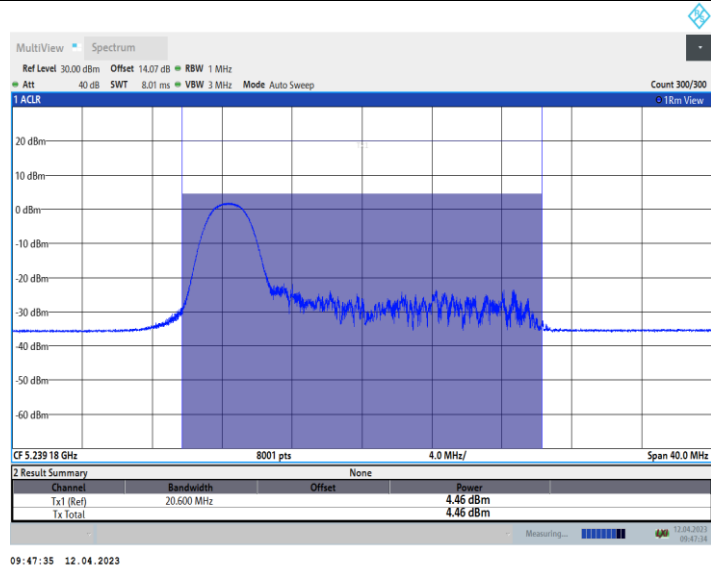 R S
MultiView Spectrum
Ref Level 30.00 dBm Offset 14.07 dB RBW 1 MHz
Att 40 dB SWT 8.01 ms VBW 3 MHz Mode Auto Sweep Count 300/300
1 ACLR 1Rm View
20 dBm
10 dBm
0 dBm
-10 dBm
-20 dBm
-30 dBm
-40 dBm
-50 dBm
-60 dBm
CF 5.239 18 GHz 8001 pts 4.0 MHz/ Span 40.0 MHz
2 Result Summary None
Channel Bandwidth Offset Power
Tx1 (Ref) 20.600 MHz 4.46 dBm
Tx Total 4.46 dBm
Measuring... 12.04.2023
09:47:34
09:47:35 12.04.2023